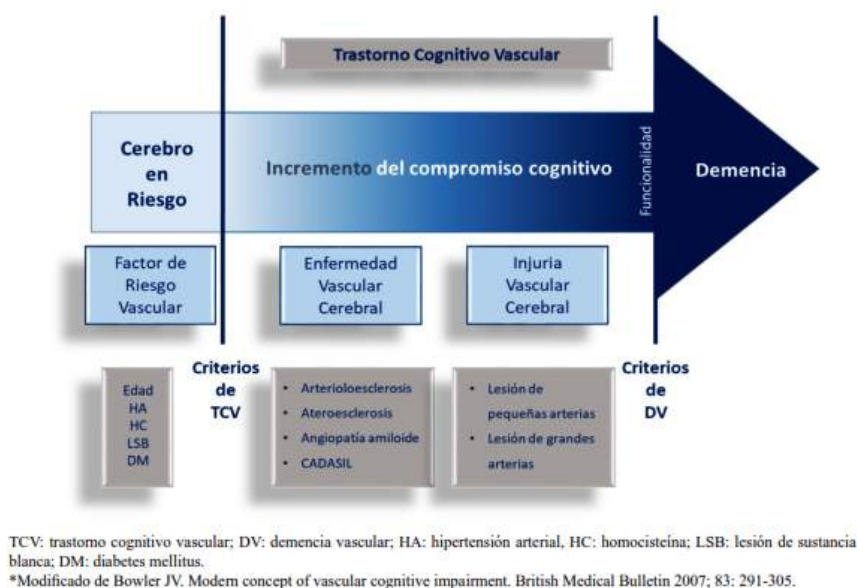 Trastorno Cognitivo Vascular
Cerebro
en
Riesgo
Incremento del compromiso cognitivo
Funcionalidad
Demencia
Factor de
Riesgo
Vascular
Enfermedad
Vascular
Cerebral
Injuria
Vascular
Cerebral
Edad
HA
HC
LSB
DM
Criterios
de
TCV
• Arterioloesclerosis
• Ateroesclerosis
• Angiopatía amiloide
• CADASIL
• Lesión de
pequeñas arterias
• Lesión de grandes
arterias
Criterios
de
DV
TCV: trastorno cognitivo vascular; DV: demencia vascular; HA: hipertensión arterial, HC: homocisteína; LSB: lesión de sustancia
blanca; DM: diabetes mellitus.
*Modificado de Bowler JV. Modern concept of vascular cognitive impairment. British Medical Bulletin 2007; 83: 291-305.